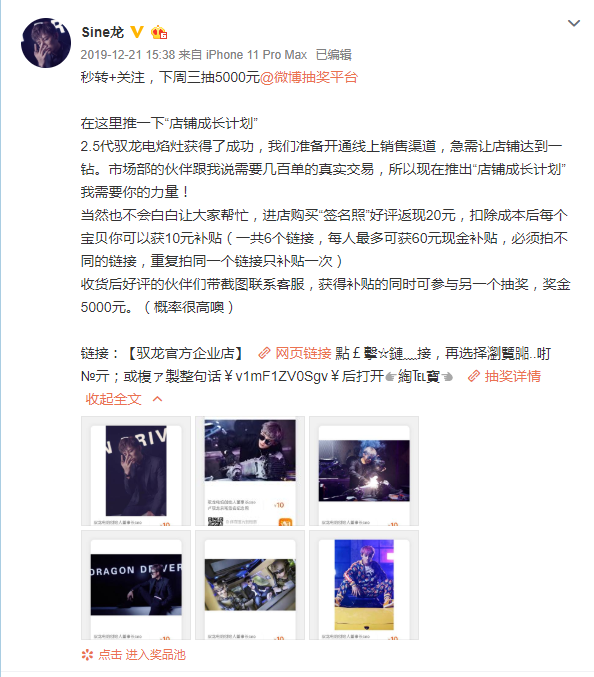 Sine龙
2019-12-21 15:38 来自 iPhone 11 Pro Max 已编辑
秒转+关注，下周三抽5000元@微博抽奖平台
在这里推一下“店铺成长计划”
2.5代驭龙电焰灶获得了成功，我们准备开通线上销售渠道，急需让店铺达到一
钻。市场部的伙伴跟我说需要几百单的真实交易，所以现在推出“店铺成长计划”
我需要你的力量！
当然也不会白白让大家帮忙，进店购买“签名照”好评返现20元，扣除成本后每个
宝贝你可以获10元补贴（一共6个链接，每人最多可获60元现金补贴，必须拍不
同的链接，重复拍同一个链接只补贴一次）
收货后好评的伙伴们带截图联系客服，获得补贴的同时可参与另一个抽奖，奖金
5000元。（概率很高噢）
链接：【驭龙官方企业店】 网页链接 點￡擊☆鏈﹏接，再选择瀏覽嘂..咑
№亓；或椱ァ製整句话￥v1mF1ZV0Sgv￥后打开👉綯℡寳👈 抽奖详情
收起全文
N DRIV
¥10
¥10
¥10
DRAGON DRIVER
¥10
¥10
¥10
点击 进入奖品池